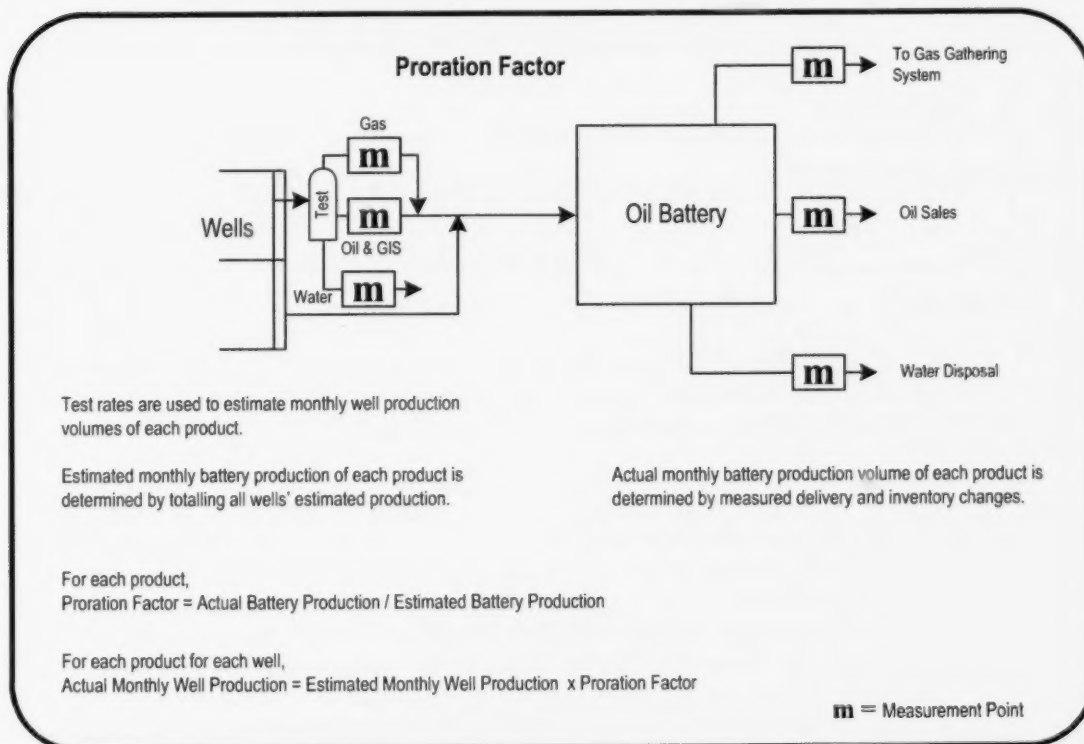 Proration Factor
m
To Gas Gathering
System
Gas
m
Wells
Test
m
Oil & GIS
Water
m
Oil Battery
m
Oil Sales
m
Water Disposal
Test rates are used to estimate monthly well production
volumes of each product.
Estimated monthly battery production of each product is
determined by totalling all wells' estimated production.
Actual monthly battery production volume of each product is
determined by measured delivery and inventory changes.
For each product,
Proration Factor = Actual Battery Production / Estimated Battery Production
For each product for each well,
Actual Monthly Well Production = Estimated Monthly Well Production x Proration Factor
m = Measurement Point